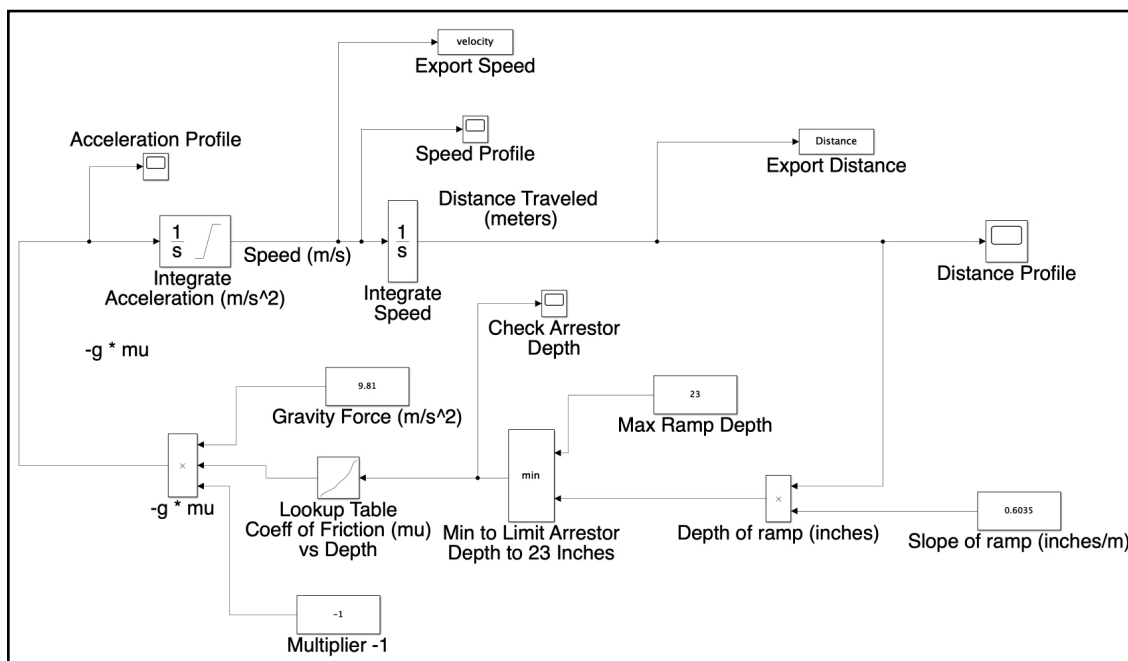 velocity
Export Speed
Acceleration Profile
Speed Profile
Distance
Export Distance
Distance Traveled
(meters)
1
s
Speed (m/s)
1
s
Integrate
Acceleration (m/s^2)
Integrate
Speed
Distance Profile
Check Arrestor
Depth
-g * mu
9.81
Gravity Force (m/s^2)
23
Max Ramp Depth
×
-g * mu
Lookup Table
Coeff of Friction (mu)
vs Depth
min
Min to Limit Arrestor
Depth to 23 Inches
×
Depth of ramp (inches)
0.6035
Slope of ramp (inches/m)
-1
Multiplier -1